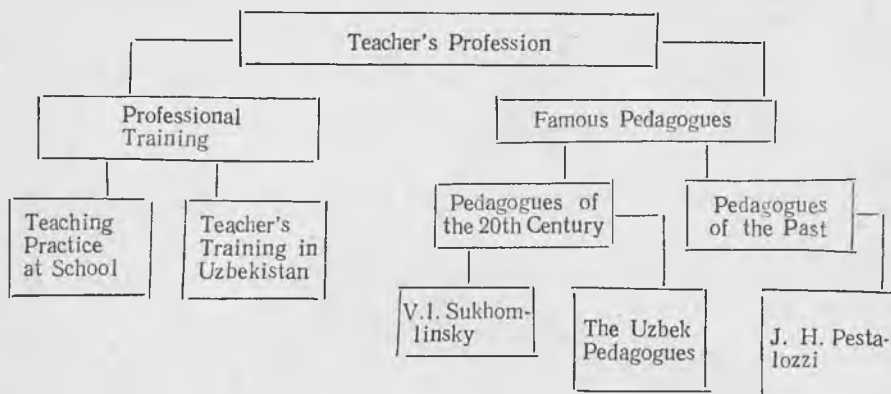 Teacher's Profession
Professional
Training
Famous Pedagogues
Teaching
Practice
at School
Teacher's
Training in
Uzbekistan
Pedagogues of
the 20th Century
Pedagogues
of the Past
V.I. Sukhom-
linsky
The Uzbek
Pedagogues
J. H. Pesta-
lozzi